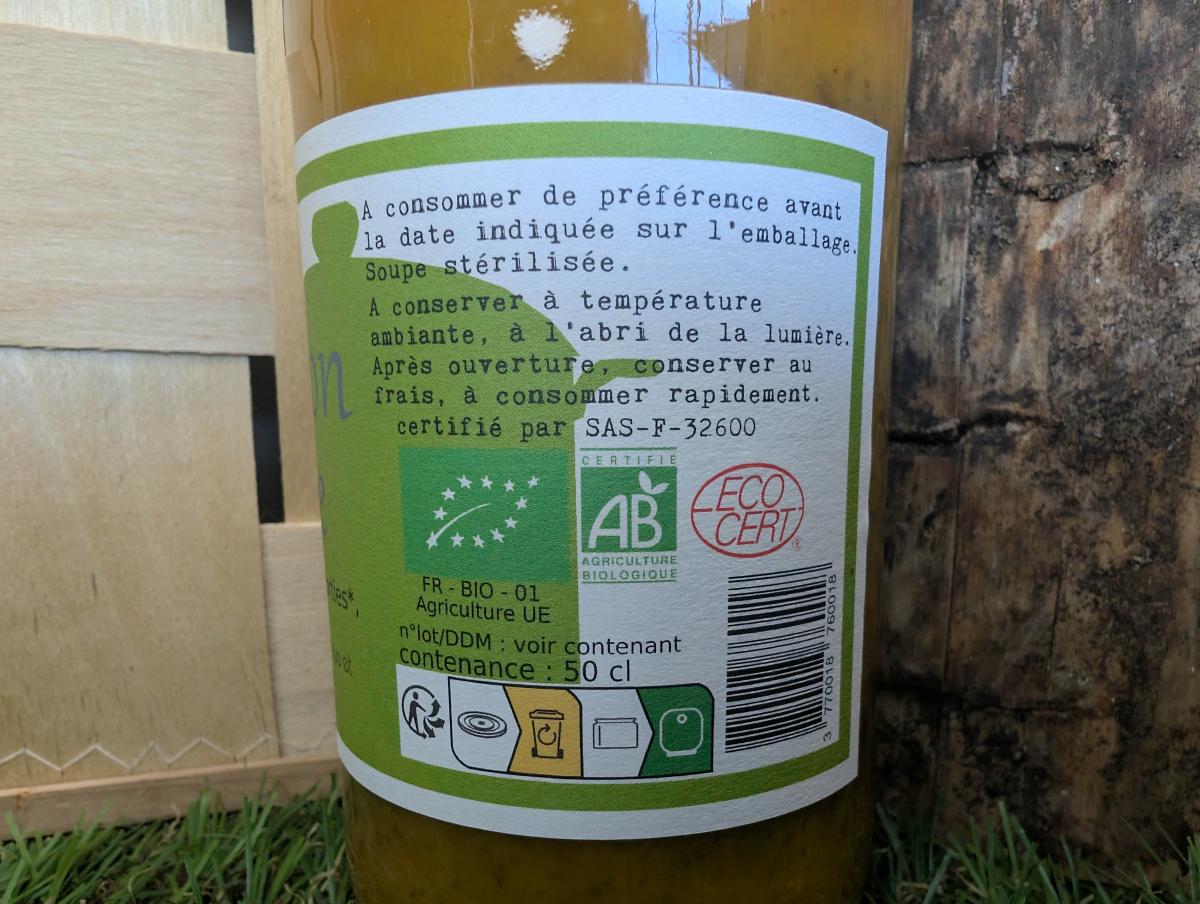 A consommer de préférence avant
la date indiquée sur l'emballage.
Soupe stérilisée.
A conserver à température
ambiante, à l'abri de la lumière.
Après ouverture, conserver au
frais, à consommer rapidement.
certifié par SAS-F-32600
CERTIFIÉ
AB
AGRICULTURE
BIOLOGIQUE
ECO
CERT
®
FR - BIO - 01
Agriculture UE
n°lot/DDM : voir contenant
contenance : 50 cl
3 770018 760018